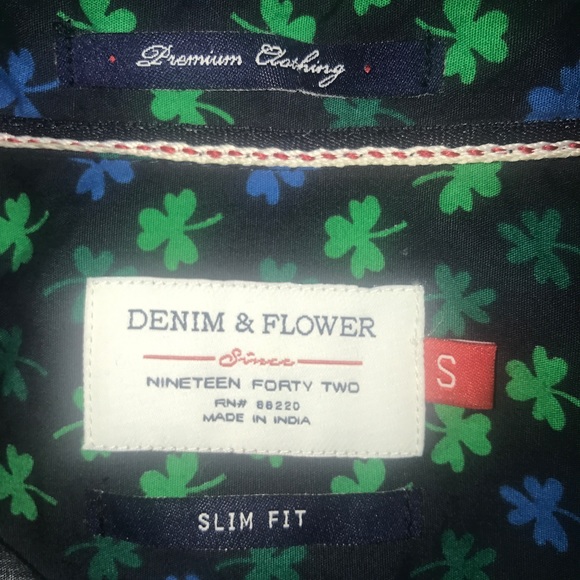 Premium Clothing
DENIM & FLOWER
Since
NINETEEN FORTY TWO
RN# 88220
MADE IN INDIA
S
SLIM FIT